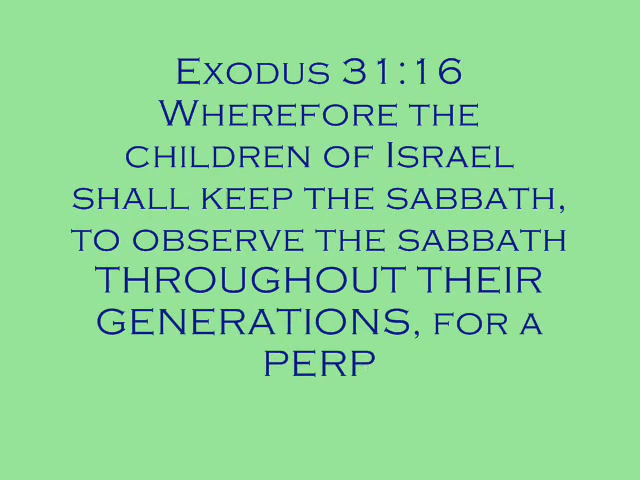 Exodus 31:16
Wherefore the
children of Israel
shall keep the sabbath,
to observe the sabbath
THROUGHOUT THEIR
GENERATIONS, for a
PERP